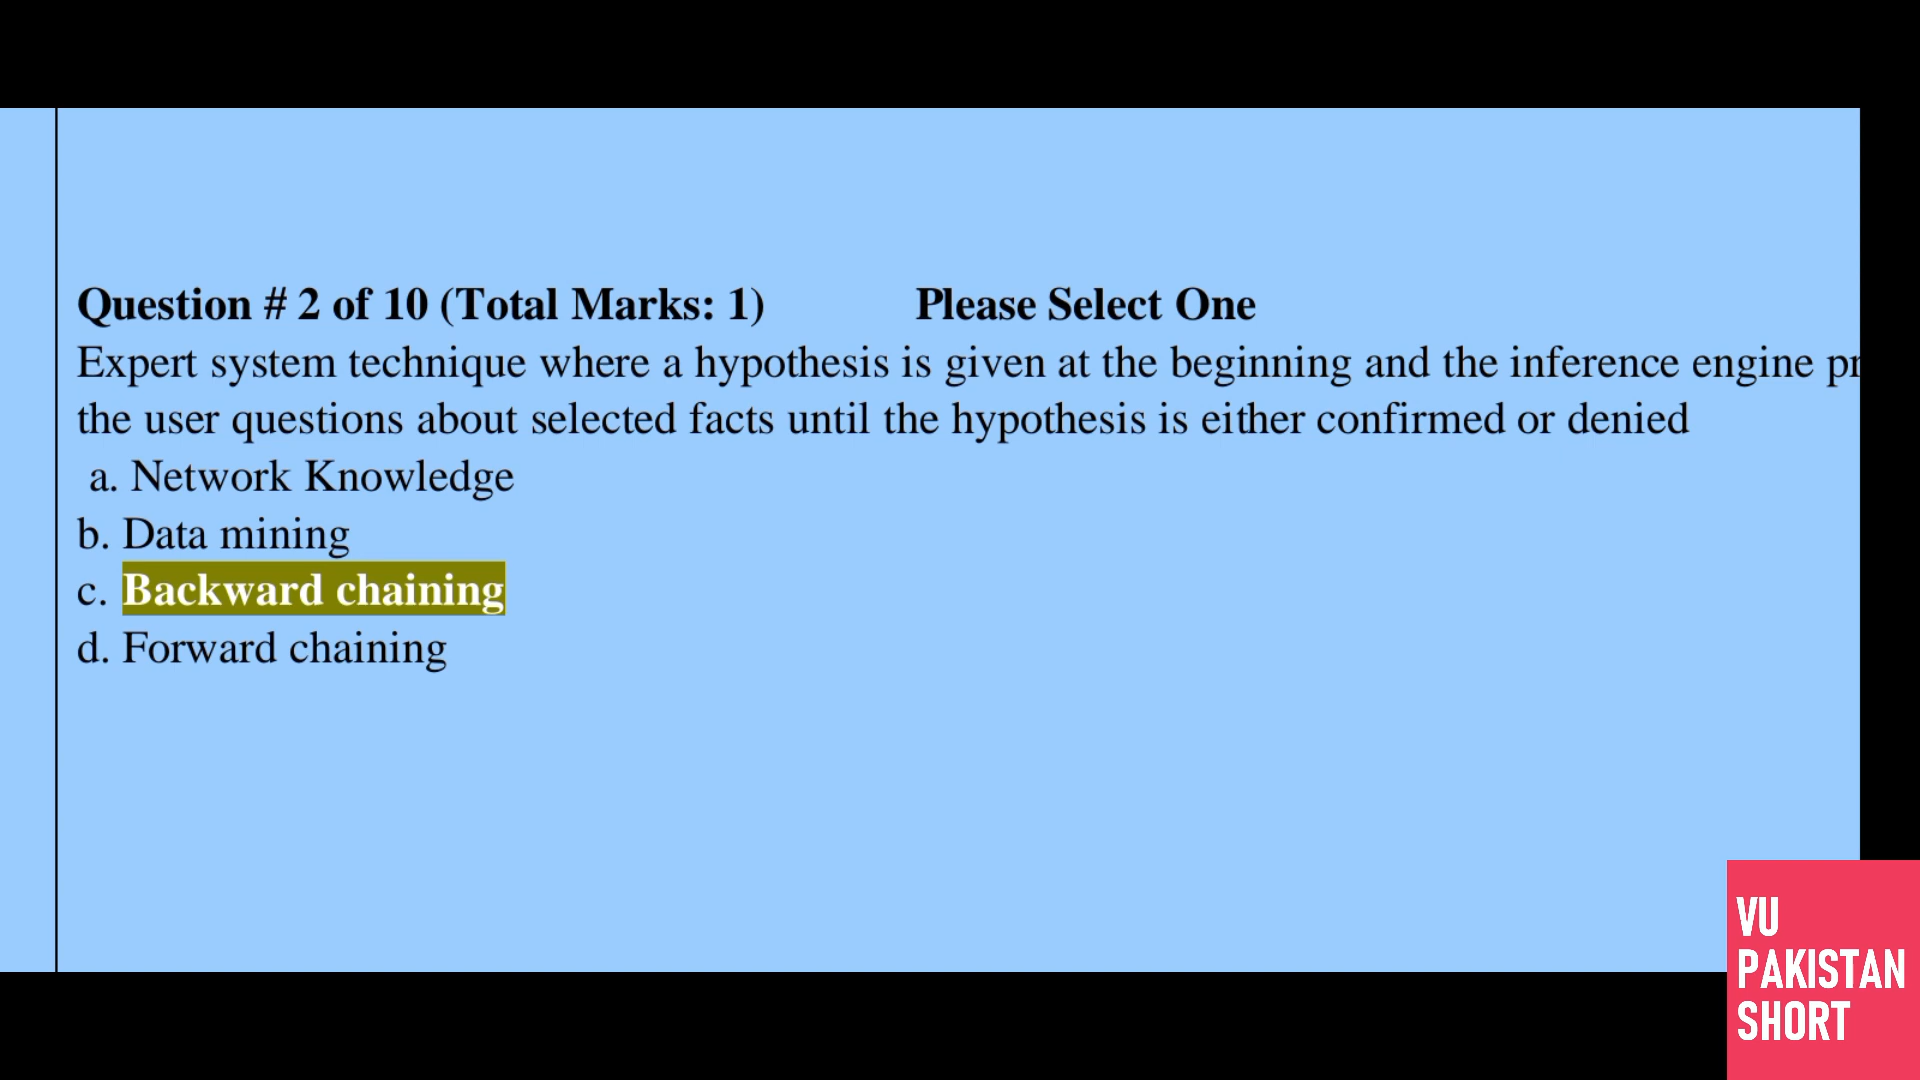 Question # 2 of 10 (Total Marks: 1) Please Select One
Expert system technique where a hypothesis is given at the beginning and the inference engine
the user questions about selected facts until the hypothesis is either confirmed or denied
a. Network Knowledge
b. Data mining
c. Backward chaining
d. Forward chaining
VU
PAKISTAN
SHORT